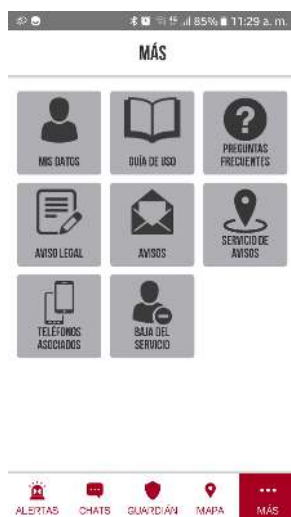 85% 11:29 a. m.
MÁS
MIS DATOS
GUÍA DE USO
PREGUNTAS
FRECUENTES
AVISO LEGAL
AVISOS
SERVICIO DE
AVISOS
TELÉFONOS
ASOCIADOS
BAJA DEL
SERVICIO
ALERTAS CHATS GUARDIÁN MAPA MÁS